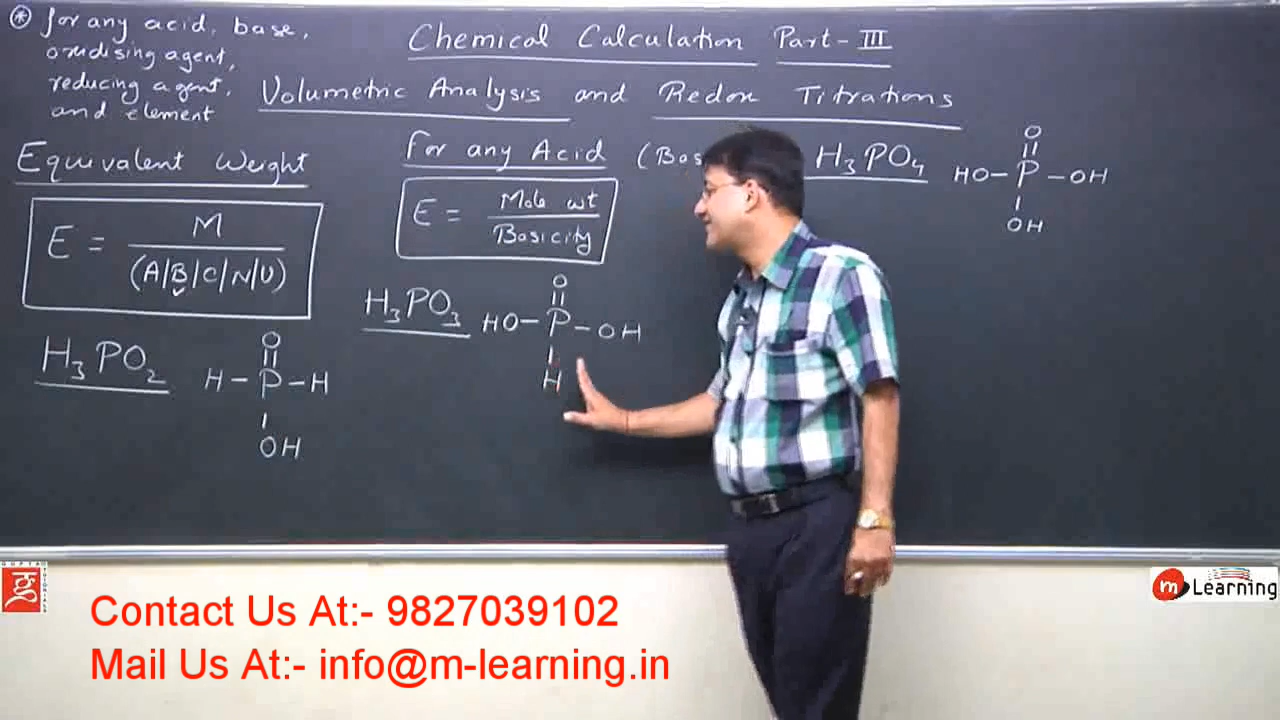 ⊛ for any acid, base,
oxidising agent,
reducing agent,
and element
Chemical Calculation Part-III
Volumetric Analysis and Redox Titrations
Equivalent Weight
E = M
(A/B/C/N/U)
for any Acid
E = Mole wt
Basicity
H₃PO₂
O
H–P–H
OH
H₃PO₃
O
HO–P–OH
H
H₃PO₄
O
HO–P–OH
OH
GUPTA TUTORIALS
m Learning
Contact Us At:- 9827039102
Mail Us At:- info@m-learning.in